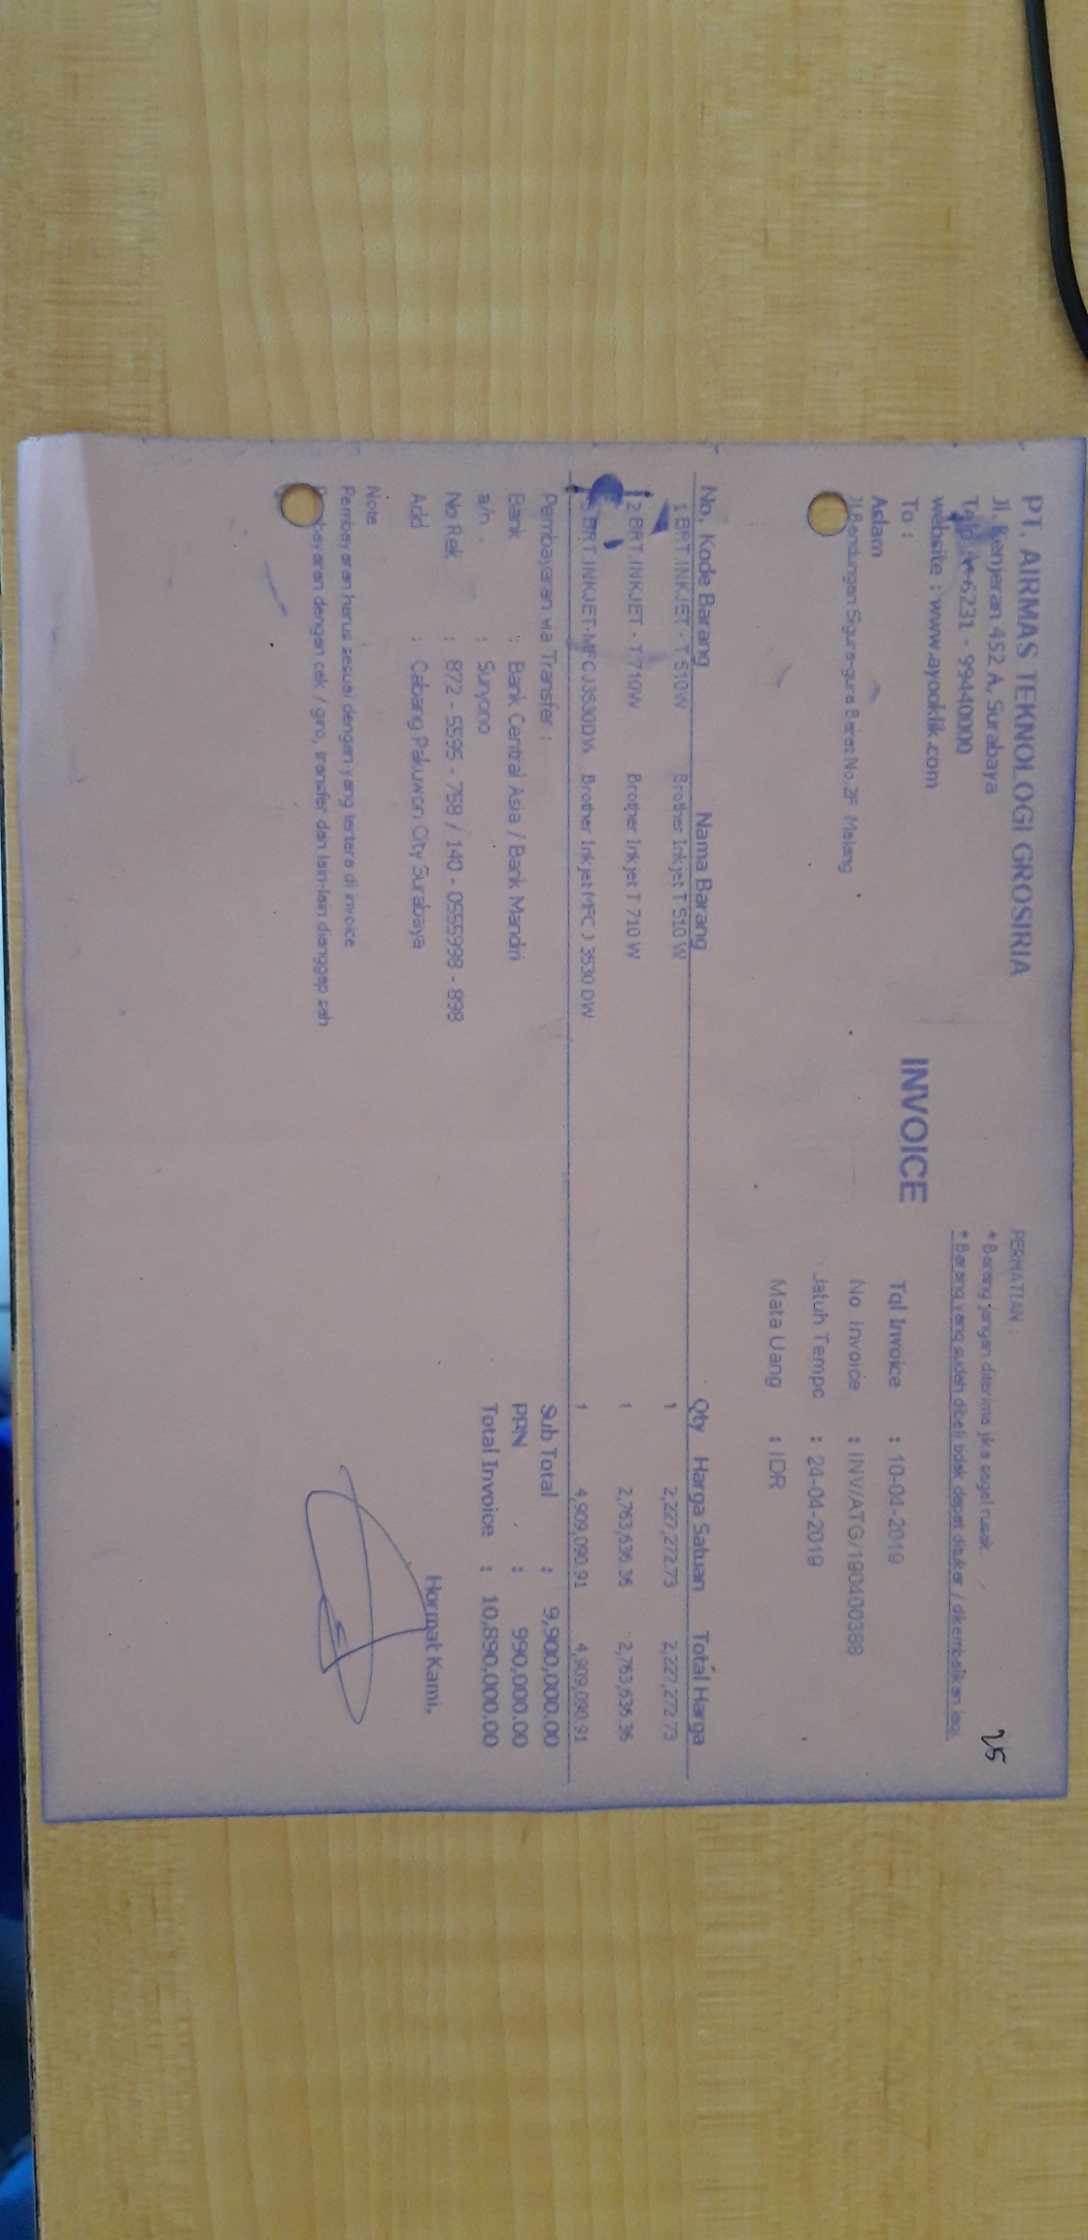 PT. AIRMAS TEKNOLOGI GROSIRIA
Jl. Kenjeran 452 A, Surabaya
6231 - 99440000
website : www.ayooklik.com
To :
Adam
Sigura-gura Barat No.2F Malang
INVOICE
PERHATIAN :
* Barang jangan diterima jika segel rusak.
* Barang yang sudah dibeli tidak dapat ditukar / dikembalikan lagi.
25
Tgl Invoice : 10-04-2019
No Invoice : INV/ATG/190400388
Jatuh Tempo : 24-04-2019
Mata Uang : IDR
No. Kode Barang Nama Barang Qty Harga Satuan Total Harga
1 BRT.INKJET - T 510W Brother Inkjet T 510 W 1 2,227,272.73 2,227,272.73
2 BRT.INKJET - T 710W Brother Inkjet T 710 W 1 2,763,636.36 2,763,636.36
3 BRT.INKJET-MFC J3530DW Brother Inkjet MFC J 3530 DW 1 4,909,090.91 4,909,090.91
Pembayaran via Transfer :
Bank : Bank Central Asia / Bank Mandiri
a/n. : Suryono
No Rek : 872 - 5595 - 758 / 140 - 0555998 - 898
Add : Cabang Pakuwon City Surabaya
Sub Total : 9,900,000.00
PPN : 990,000.00
Total Invoice : 10,890,000.00
Note
Pembayaran harus sesuai dengan yang tertera di invoice
Pembayaran dengan cek / giro, transfer dan lain-lain dianggap sah
Hormat Kami,